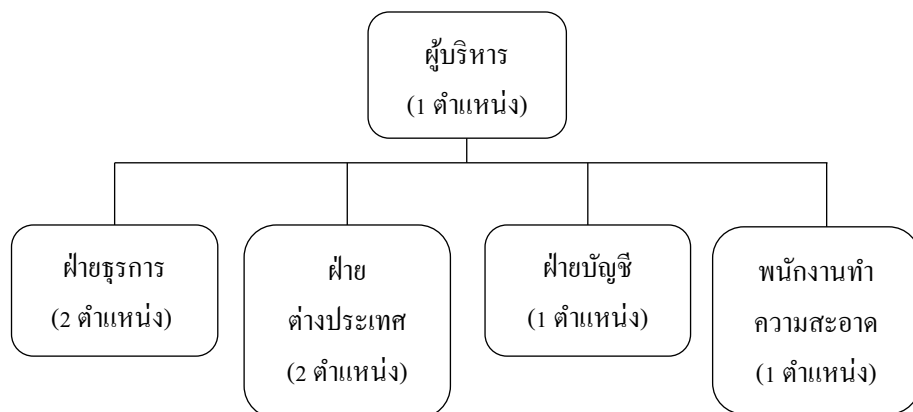 ผู้บริหาร
(1 ตำแหน่ง)
ฝ่ายธุรการ
(2 ตำแหน่ง)
ฝ่าย
ต่างประเทศ
(2 ตำแหน่ง)
ฝ่ายบัญชี
(1 ตำแหน่ง)
พนักงานทำ
ความสะอาด
(1 ตำแหน่ง)